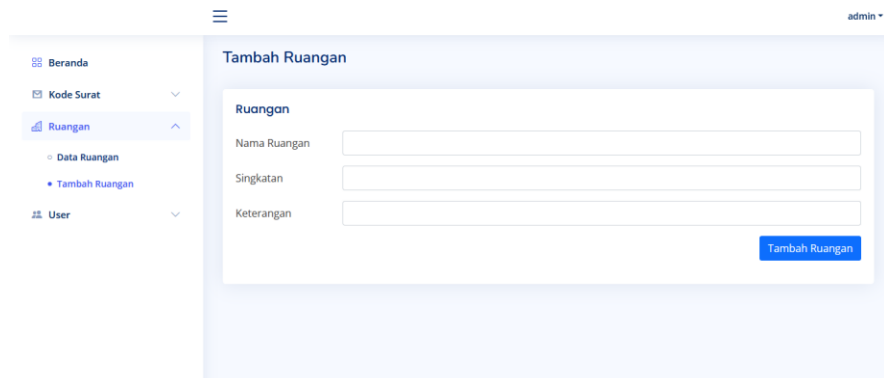 admin
Beranda
Kode Surat
Ruangan
Data Ruangan
Tambah Ruangan
User
Tambah Ruangan
Ruangan
Nama Ruangan
Singkatan
Keterangan
Tambah Ruangan